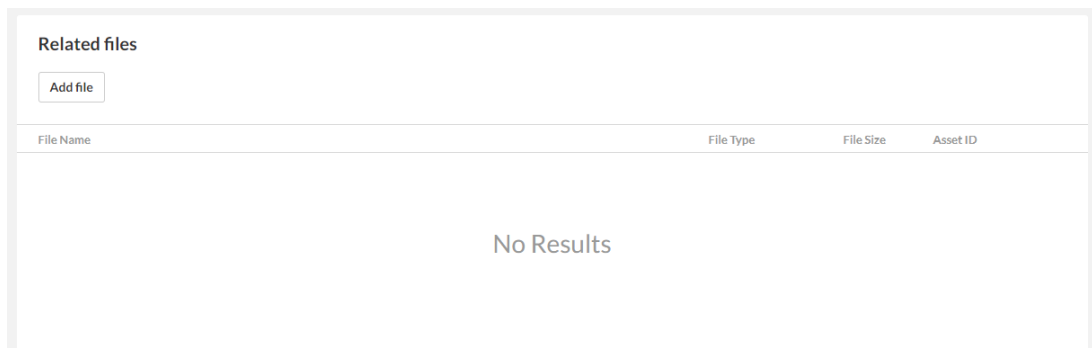 Related files
Add file
File Name File Type File Size Asset ID
No Results